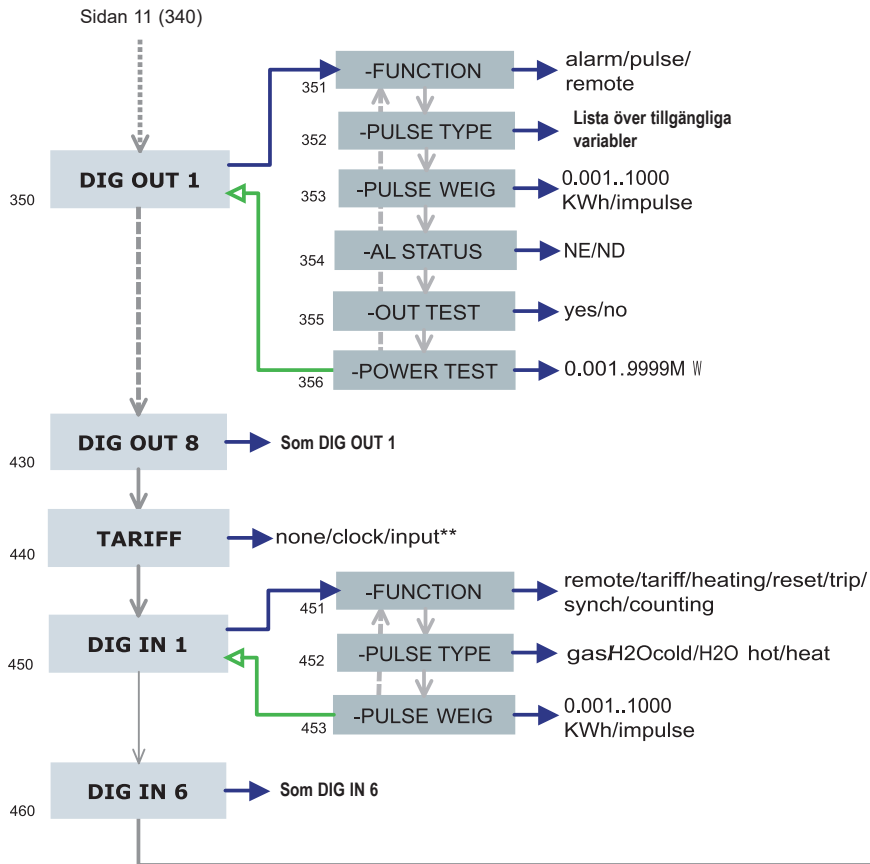 Sidan 11 (340)
350
DIG OUT 1
351
-FUNCTION
alarm/pulse/
remote
352
-PULSE TYPE
Lista över tillgängliga
variabler
353
-PULSE WEIG
0.001..1000
KWh/impulse
354
-AL STATUS
NE/ND
355
-OUT TEST
yes/no
356
-POWER TEST
0.001..9999M W
430
DIG OUT 8
Som DIG OUT 1
440
TARIFF
none/clock/input**
450
DIG IN 1
451
-FUNCTION
remote/tariff/heating/reset/trip/
synch/counting
452
-PULSE TYPE
gas/H2Ocold/H2O hot/heat
453
-PULSE WEIG
0.001..1000
KWh/impulse
460
DIG IN 6
Som DIG IN 6